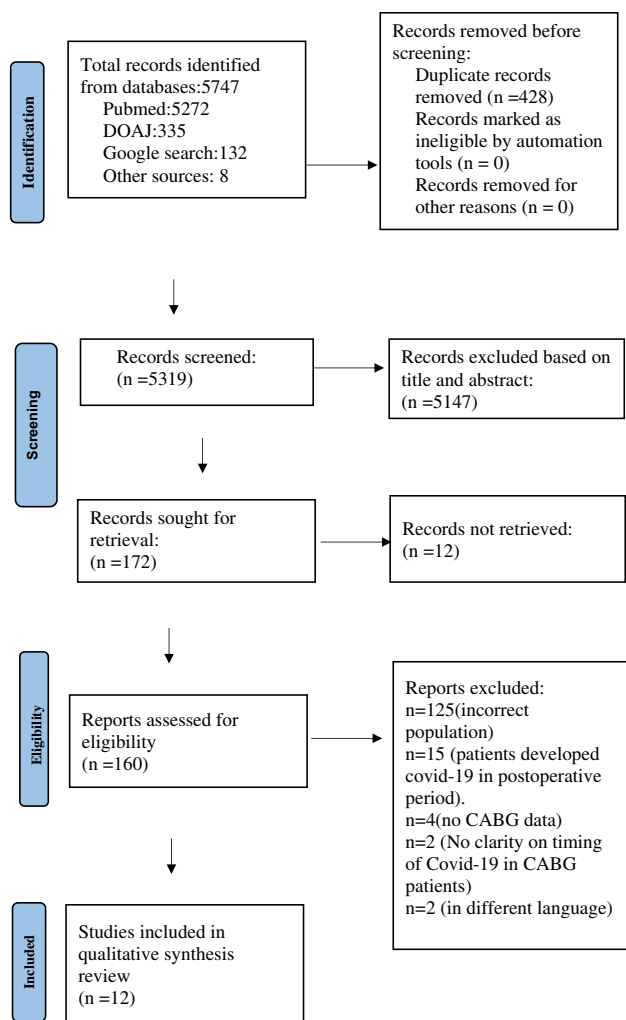 Identification
Total records identified
from databases:5747
Pubmed:5272
DOAJ:335
Google search:132
Other sources: 8
Records removed before
screening:
Duplicate records
removed (n =428)
Records marked as
ineligible by automation
tools (n = 0)
Records removed for
other reasons (n = 0)
Screening
Records screened:
(n =5319)
Records excluded based on
title and abstract:
(n =5147)
Records sought for
retrieval:
(n =172)
Records not retrieved:
(n =12)
Eligibility
Reports assessed for
eligibility
(n =160)
Reports excluded:
n=125(incorrect
population)
n=15 (patients developed
covid-19 in postoperative
period).
n=4(no CABG data)
n=2 (No clarity on timing
of Covid-19 in CABG
patients)
n=2 (in different language)
Included
Studies included in
qualitative synthesis
review
(n =12)